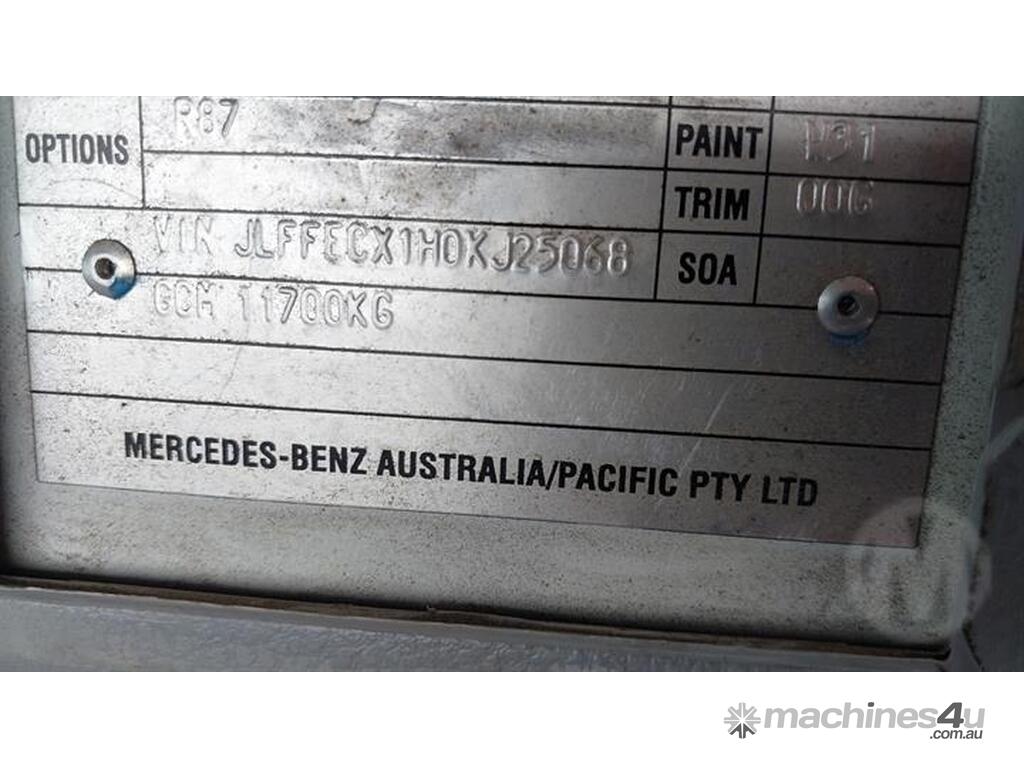 R87
OPTIONS
PAINT W31
TRIM 00G
VIN JLFFECX1H0KJ25068
SOA
GCM 11700KG
MERCEDES-BENZ AUSTRALIA/PACIFIC PTY LTD
machines4u
.com.au